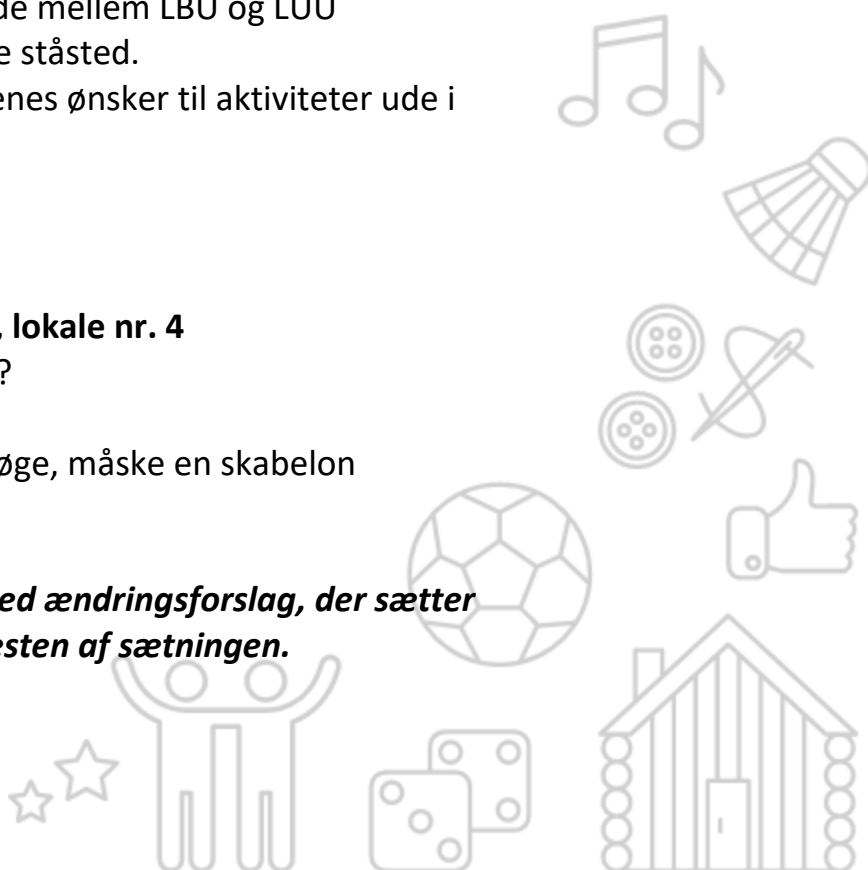 de mellem LBU og LUU
e ståsted.
enes ønsker til aktiviteter ude i
, lokale nr. 4
?
øge, måske en skabelon
ed ændringsforslag, der sætter
esten af sætningen.